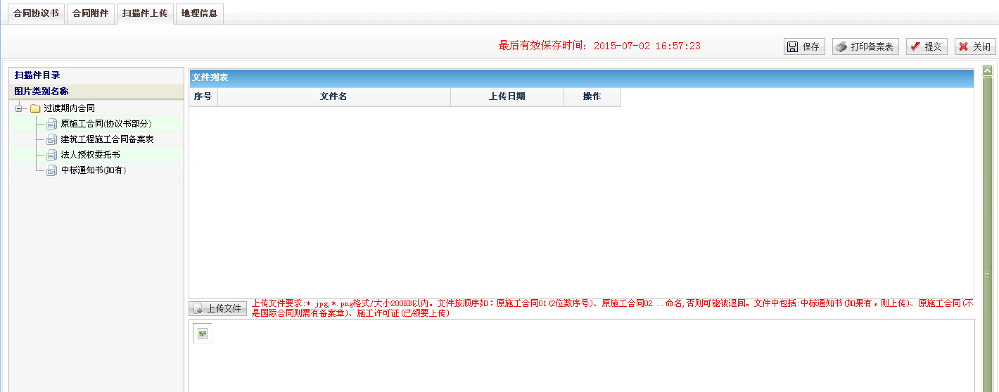 合同协议书 合同附件 扫描件上传 地理信息
最后有效保存时间: 2015-07-02 16:57:23 保存 打印备案表 提交 关闭
扫描件目录
图片类别名称
过渡期内合同
原施工合同(协议书部分)
建筑工程施工合同备案表
法人授权委托书
中标通知书(如有)
文件列表
序号 文件名 上传日期 操作
上传文件
上传文件要求:*.jpg,*.png格式/大小200KB以内。文件按顺序如：原施工合同01(2位数序号)、原施工合同02...命名,否则可能被退回。文件中包括:中标通知书(如果有，则上传)、原施工合同(不
是国际合同则需有备案章)、施工许可证(已领要上传)